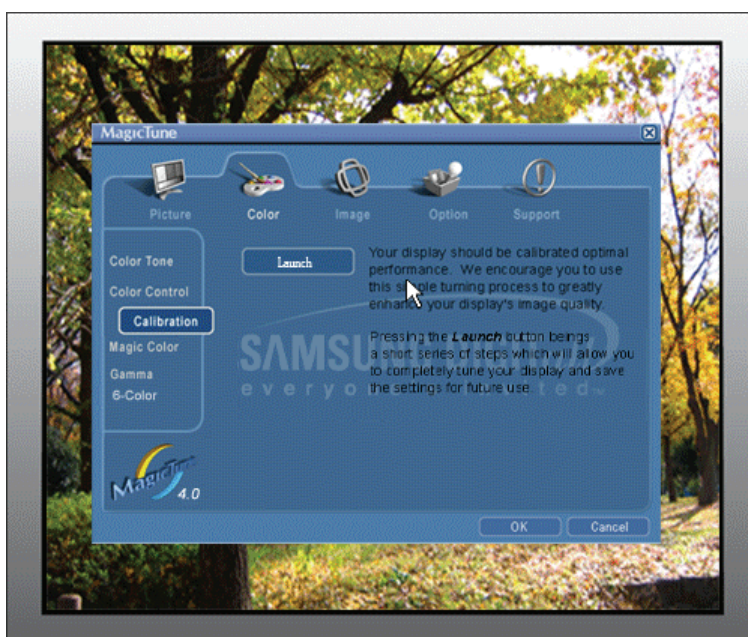 MagicTune
Picture
Color
Image
Option
Support
Color Tone
Color Control
Calibration
Magic Color
Gamma
6-Color
Launch
Your display should be calibrated optimal
performance. We encourage you to use
this simple turning process to greatly
enhance your display's image quality.
Pressing the Launch button beings
a short series of steps which will allow you
to completely tune your display and save
the settings for future use
MagicTune
4.0
OK
Cancel